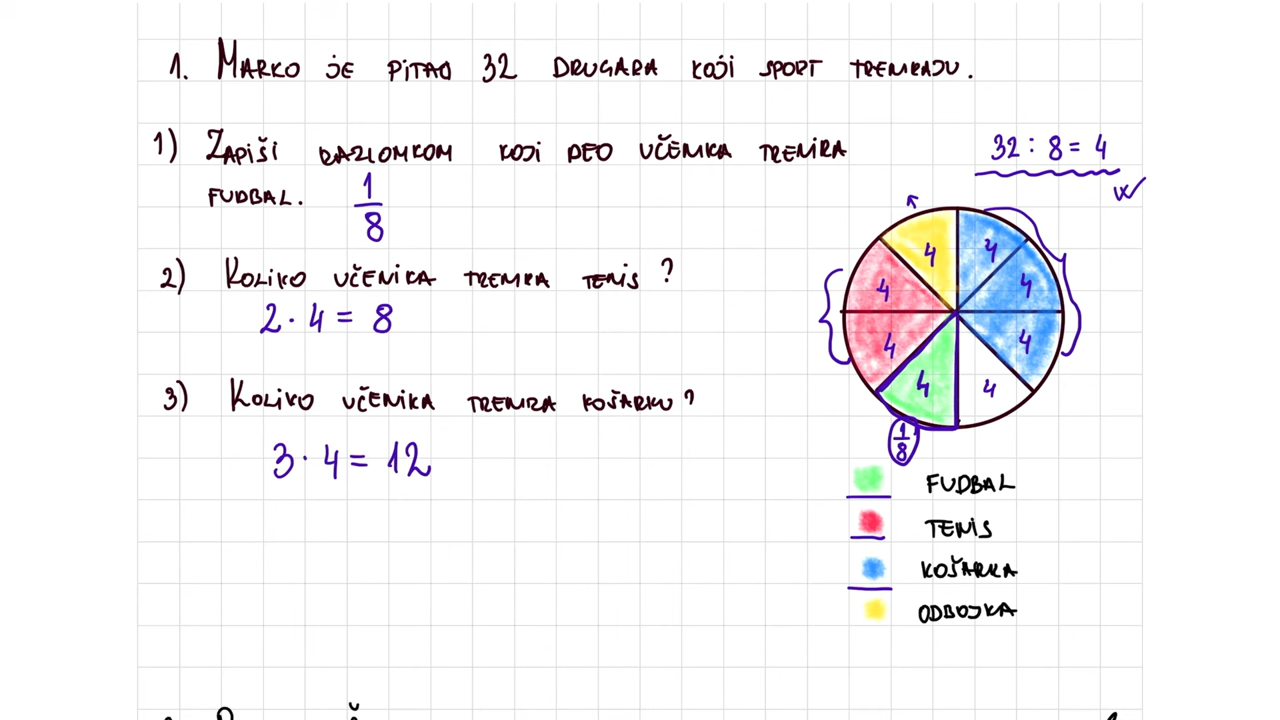 1. MARKO JE PITAO 32 DRUGARA KOJI SPORT TRENIRAJU.
1) ZAPIŠI RAZLOMKOM KOJI DEO UČENIKA TRENIRA
FUDBAL. 1/8
32 : 8 = 4
2) KOLIKO UČENIKA TRENIRA TENIS?
2 · 4 = 8
3) KOLIKO UČENIKA TRENIRA KOŠARKU?
3 · 4 = 12
4 4
4 4
4 4
4 4
1/8
FUDBAL
TENIS
KOŠARKA
ODBOJKA